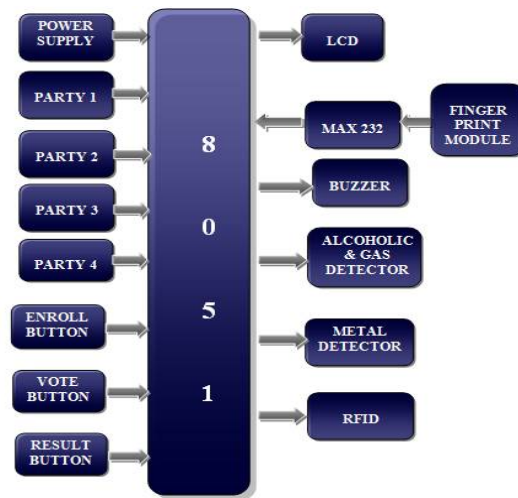 POWER
SUPPLY
PARTY 1
PARTY 2
PARTY 3
PARTY 4
ENROLL
BUTTON
VOTE
BUTTON
RESULT
BUTTON
8
0
5
1
LCD
MAX 232
FINGER
PRINT
MODULE
BUZZER
ALCOHOLIC
& GAS
DETECTOR
METAL
DETECTOR
RFID